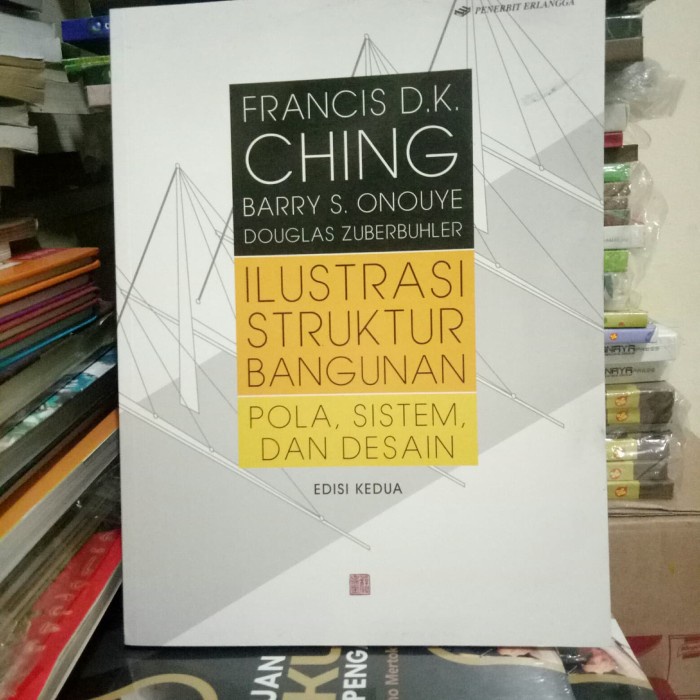 PENERBIT ERLANGGA
FRANCIS D.K.
CHING
BARRY S. ONOUYE
DOUGLAS ZUBERBUHLER
ILUSTRASI
STRUKTUR
BANGUNAN
POLA, SISTEM,
DAN DESAIN
EDISI KEDUA